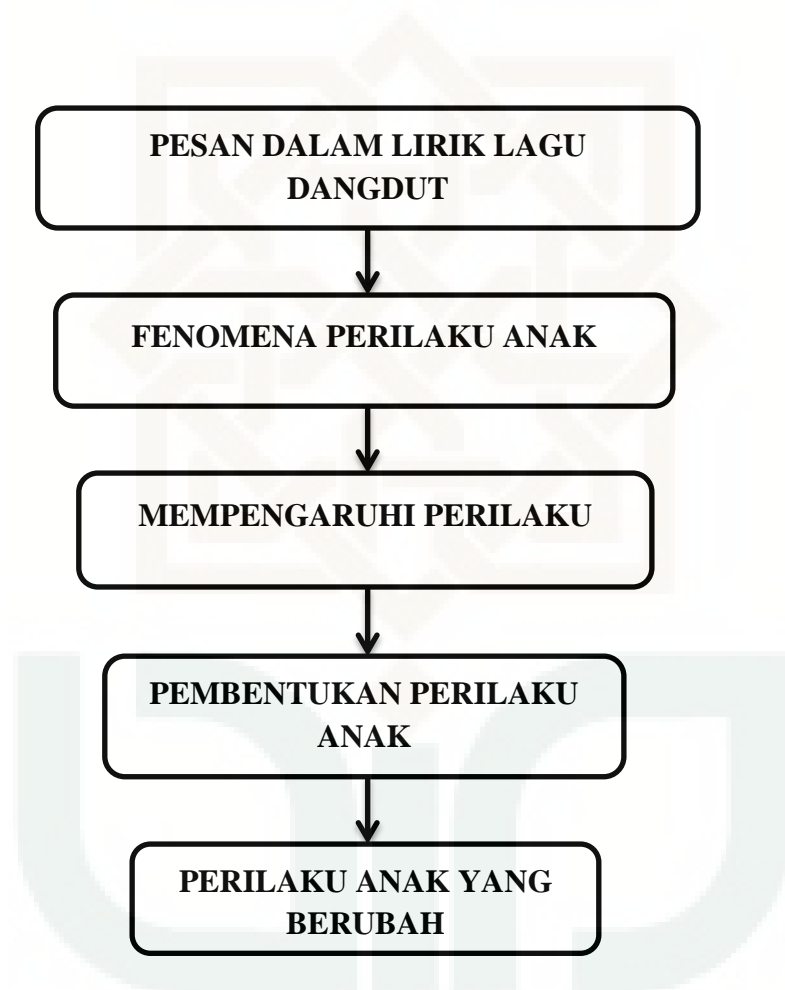 PESAN DALAM LIRIK LAGU
DANGDUT
FENOMENA PERILAKU ANAK
MEMPENGARUHI PERILAKU
PEMBENTUKAN PERILAKU
ANAK
PERILAKU ANAK YANG
BERUBAH